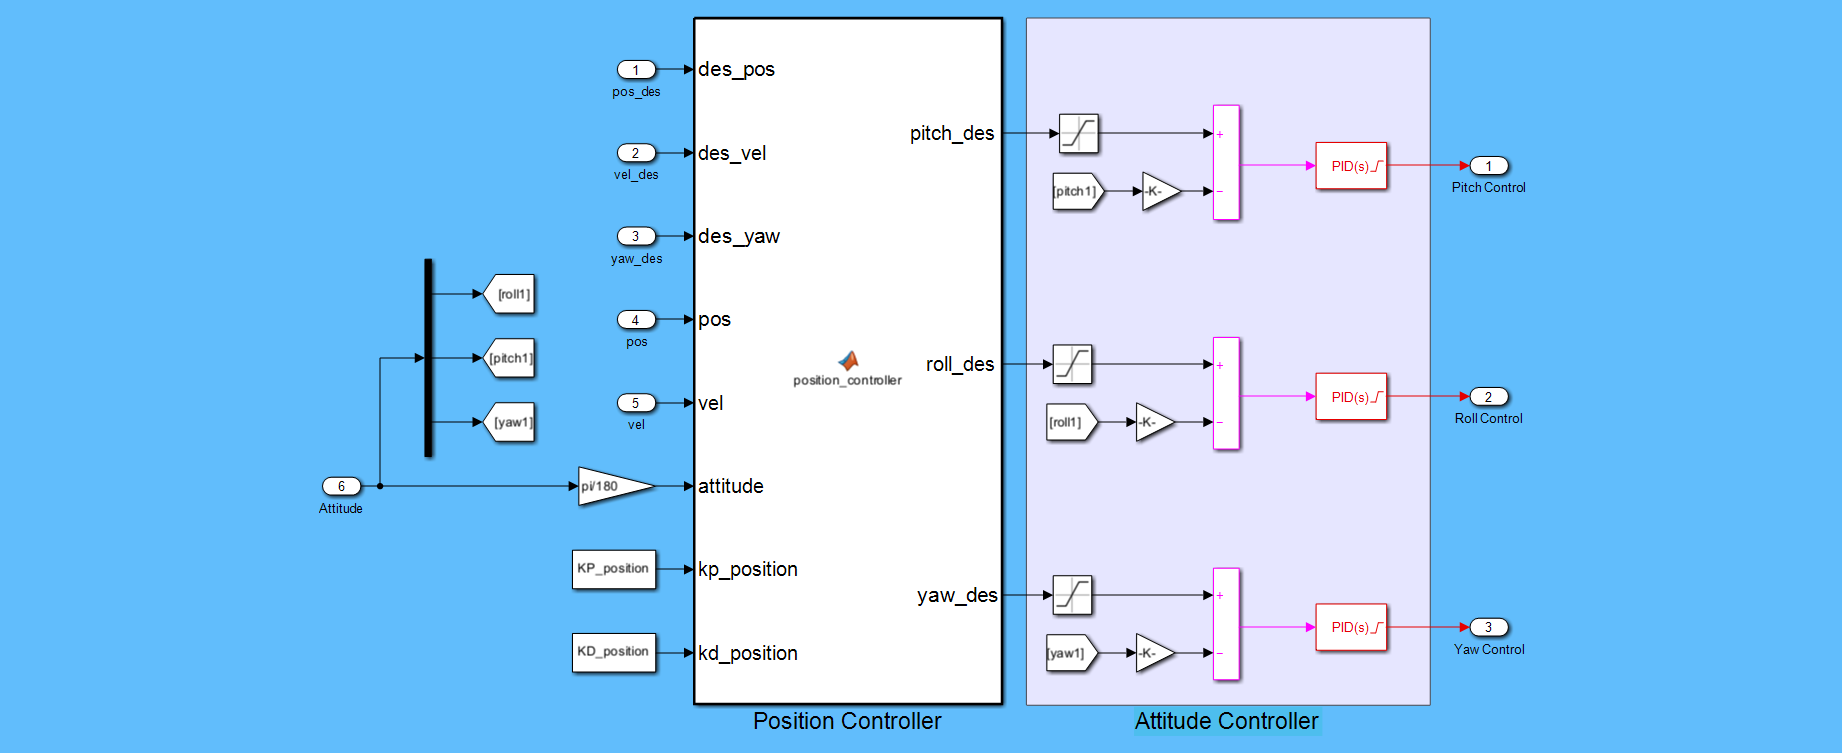 1
pos_des
des_pos
2
vel_des
des_vel
3
yaw_des
des_yaw
[roll1]
[pitch1]
[yaw1]
4
pos
pos
5
vel
vel
6
Attitude
pi/180
attitude
KP_position
kp_position
KD_position
kd_position
position_controller
pitch_des
roll_des
yaw_des
Position Controller
[pitch1]
-K-
+
−
PID(s)
1
Pitch Control
[roll1]
-K-
+
−
PID(s)
2
Roll Control
[yaw1]
-K-
+
−
PID(s)
3
Yaw Control
Attitude Controller